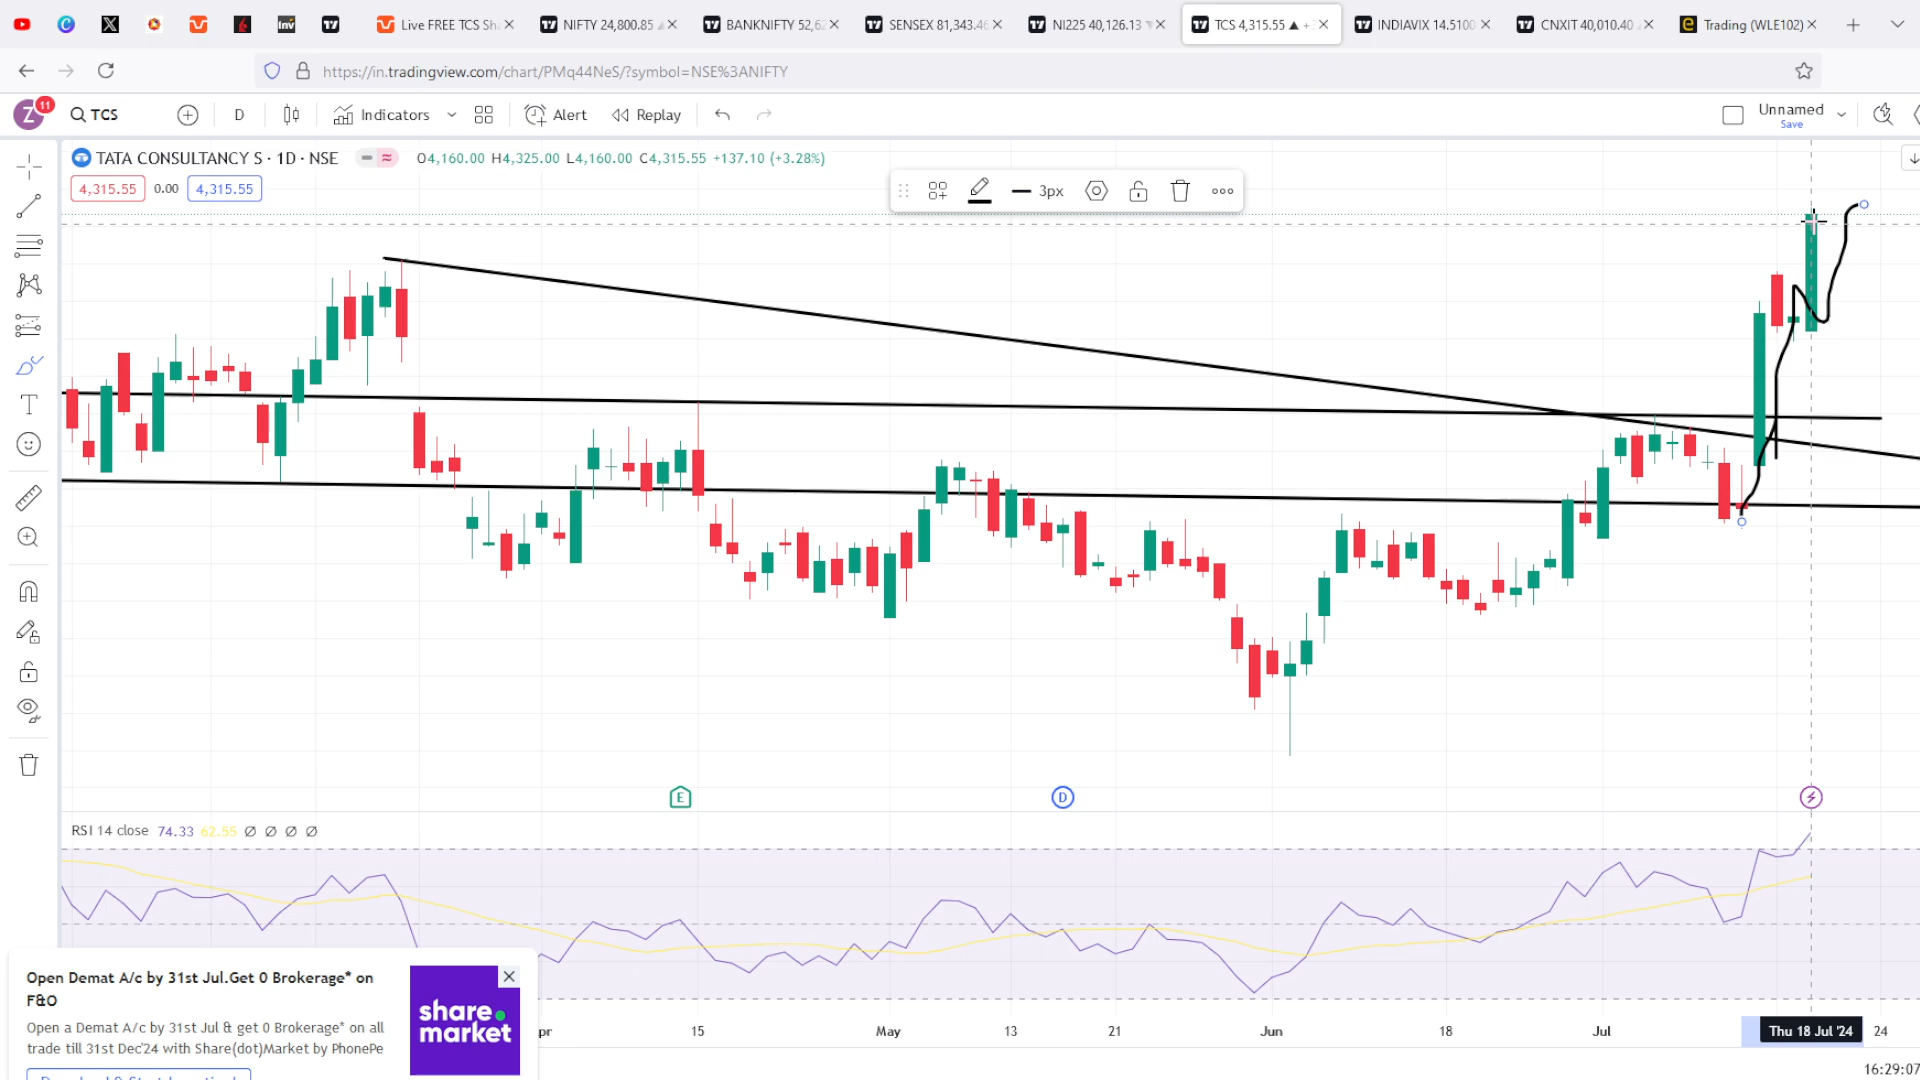 Live FREE TCS Sh
NIFTY 24,800.85
BANKNIFTY 52,6
SENSEX 81,343.4
NI225 40,126.13
TCS 4,315.55 ▲ +
INDIAVIX 14.5100
CNXIT 40,010.40
Trading (WLE102)
https://in.tradingview.com/chart/PMq44NeS/?symbol=NSE%3ANIFTY
Z
11
TCS
D
Indicators
Alert
Replay
Unnamed
Save
TATA CONSULTANCY S · 1D · NSE
O4,160.00 H4,325.00 L4,160.00 C4,315.55 +137.10 (+3.28%)
4,315.55
0.00
4,315.55
3px
E
D
RSI 14 close 74.33 62.55 Ø Ø Ø Ø
Open Demat A/c by 31st Jul.Get 0 Brokerage* on
F&O
Open a Demat A/c by 31st Jul & get 0 Brokerage* on all
trade till 31st Dec'24 with Share(dot)Market by PhonePe
share.
market
15
May
13
21
Jun
18
Jul
Thu 18 Jul '24
24
16:29:07